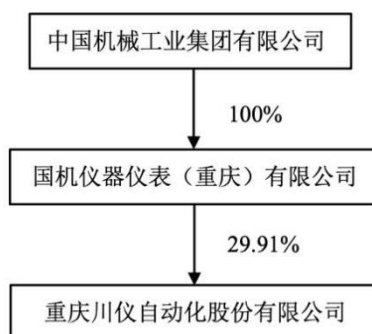 中国机械工业集团有限公司
100%
国机仪器仪表（重庆）有限公司
29.91%
重庆川仪自动化股份有限公司